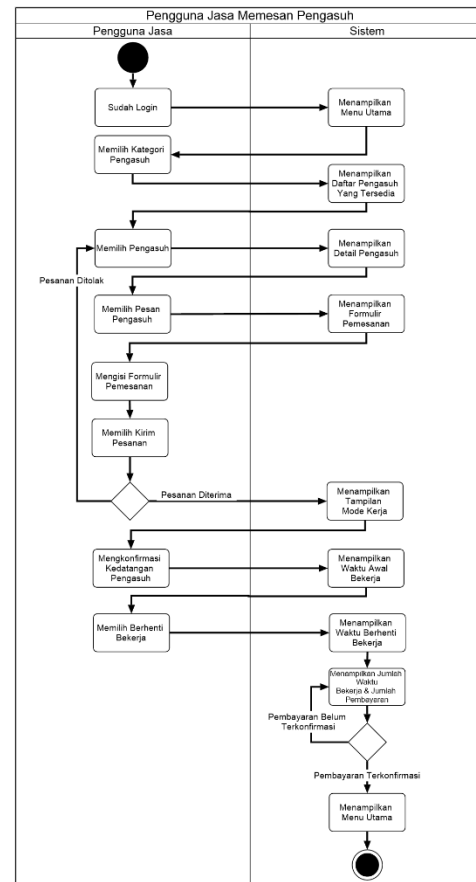 Pengguna Jasa Memesan Pengasuh
Pengguna Jasa
Sistem
Sudah Login
Menampilkan
Menu Utama
Memilih Kategori
Pengasuh
Menampilkan
Daftar Pengasuh
Yang Tersedia
Memilih Pengasuh
Menampilkan
Detail Pengasuh
Pesanan Ditolak
Memilih Pesan
Pengasuh
Menampilkan
Formulir
Pemesanan
Mengisi Formulir
Pemesanan
Memilih Kirim
Pesanan
Pesanan Diterima
Menampilkan
Tampilan
Mode Kerja
Mengkonfirmasi
Kedatangan
Pengasuh
Menampilkan
Waktu Awal
Bekerja
Memilih Berhenti
Bekerja
Menampilkan
Waktu Berhenti
Bekerja
Menampilkan Jumlah
Waktu
Bekerja & Jumlah
Pembayaran
Pembayaran Belum
Terkonfirmasi
Pembayaran Terkonfirmasi
Menampilkan
Menu Utama